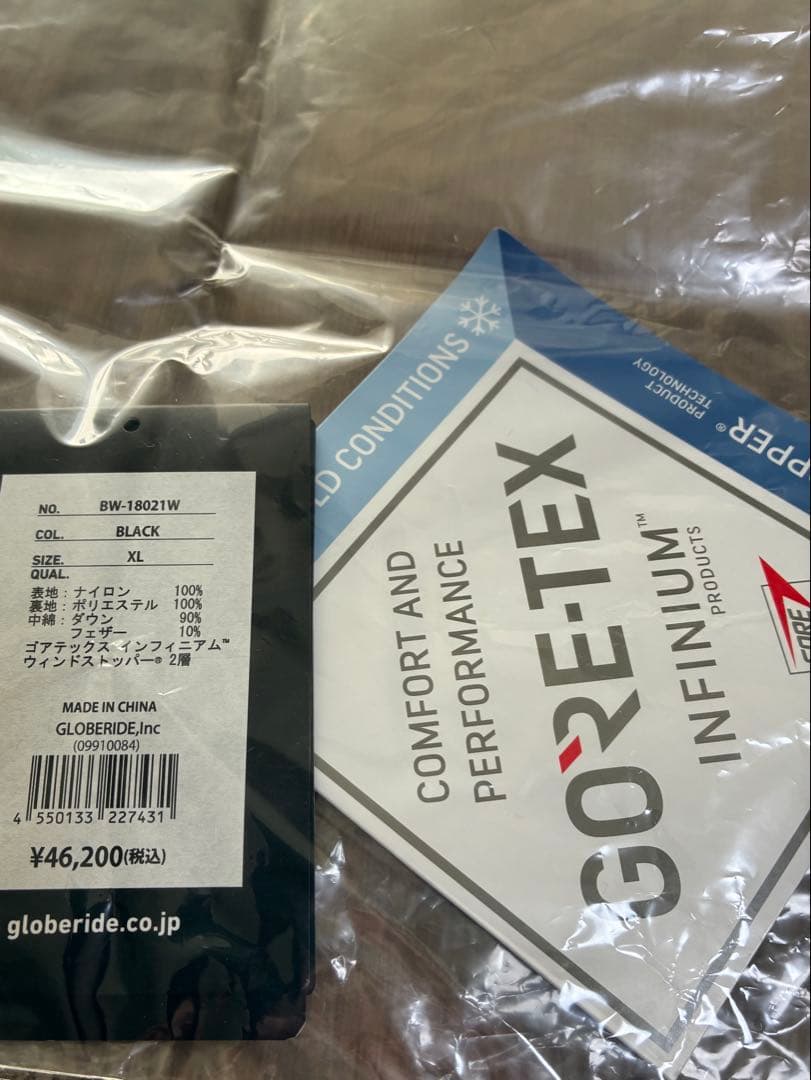 NO. BW-18021W
COL. BLACK
SIZE. XL
QUAL.
表地：ナイロン 100%
裏地：ポリエステル 100%
中綿：ダウン 90%
フェザー 10%
ゴアテックス インフィニアム™
ウィンドストッパー® 2層
MADE IN CHINA
GLOBERIDE,Inc
(09910084)
4 550133 227431
¥46,200(税込)
globeride.co.jp
LD CONDITIONS
PPER®
PRODUCT
TECHNOLOGY
COMFORT AND
PERFORMANCE
GORE-TEX
INFINIUM™
PRODUCTS
GORE